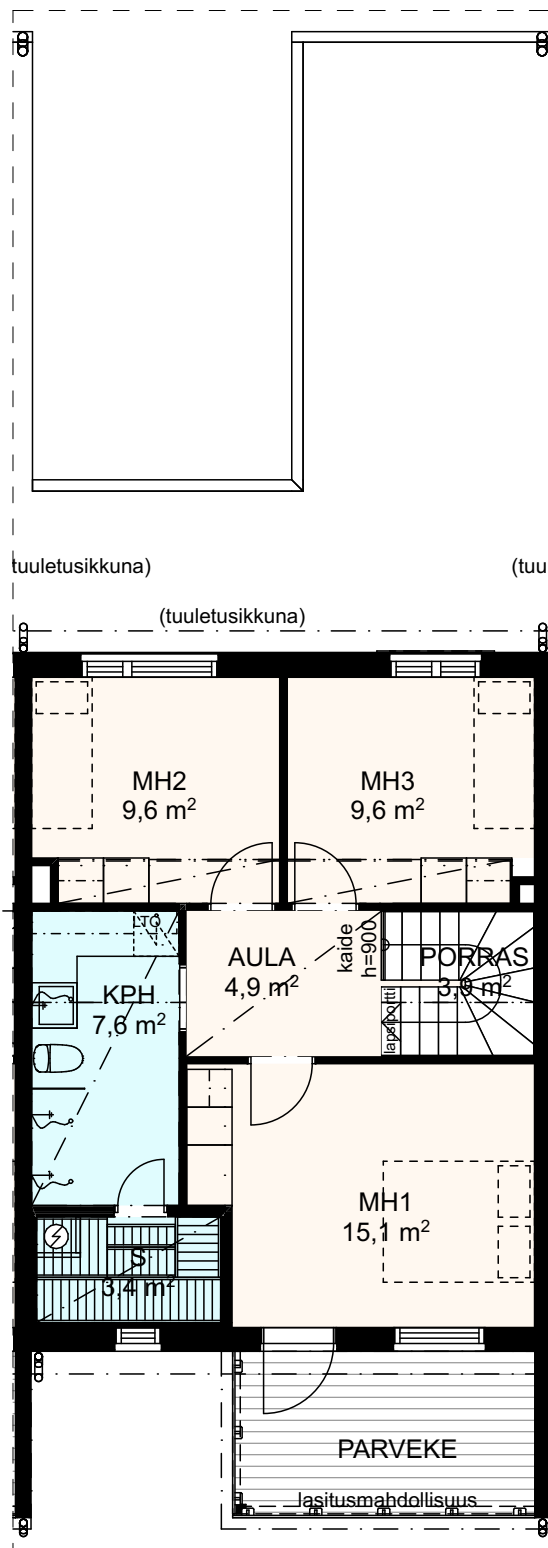 tuuletusikkuna)
(tuu
(tuuletusikkuna)
MH2
9,6 m²
MH3
9,6 m²
LTO
KPH
7,6 m²
AULA
4,9 m²
kaide
h=900
PORRAS
3,9 m²
lapsiportti
MH1
15,1 m²
S
3,4 m²
PARVEKE
lasitusmahdollisuus